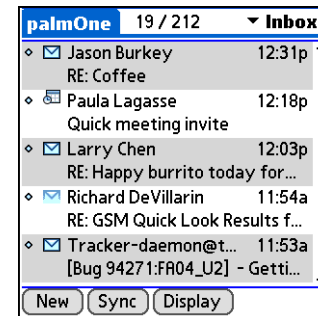 palmOne 19 / 212 Inbox
Jason Burkey 12:31p
RE: Coffee
Paula Lagasse 12:18p
Quick meeting invite
Larry Chen 12:03p
RE: Happy burrito today for...
Richard DeVillarin 11:54a
RE: GSM Quick Look Results f...
Tracker-daemon@t... 11:53a
[Bug 94271:FA04_U2] - Getti...
New Sync Display